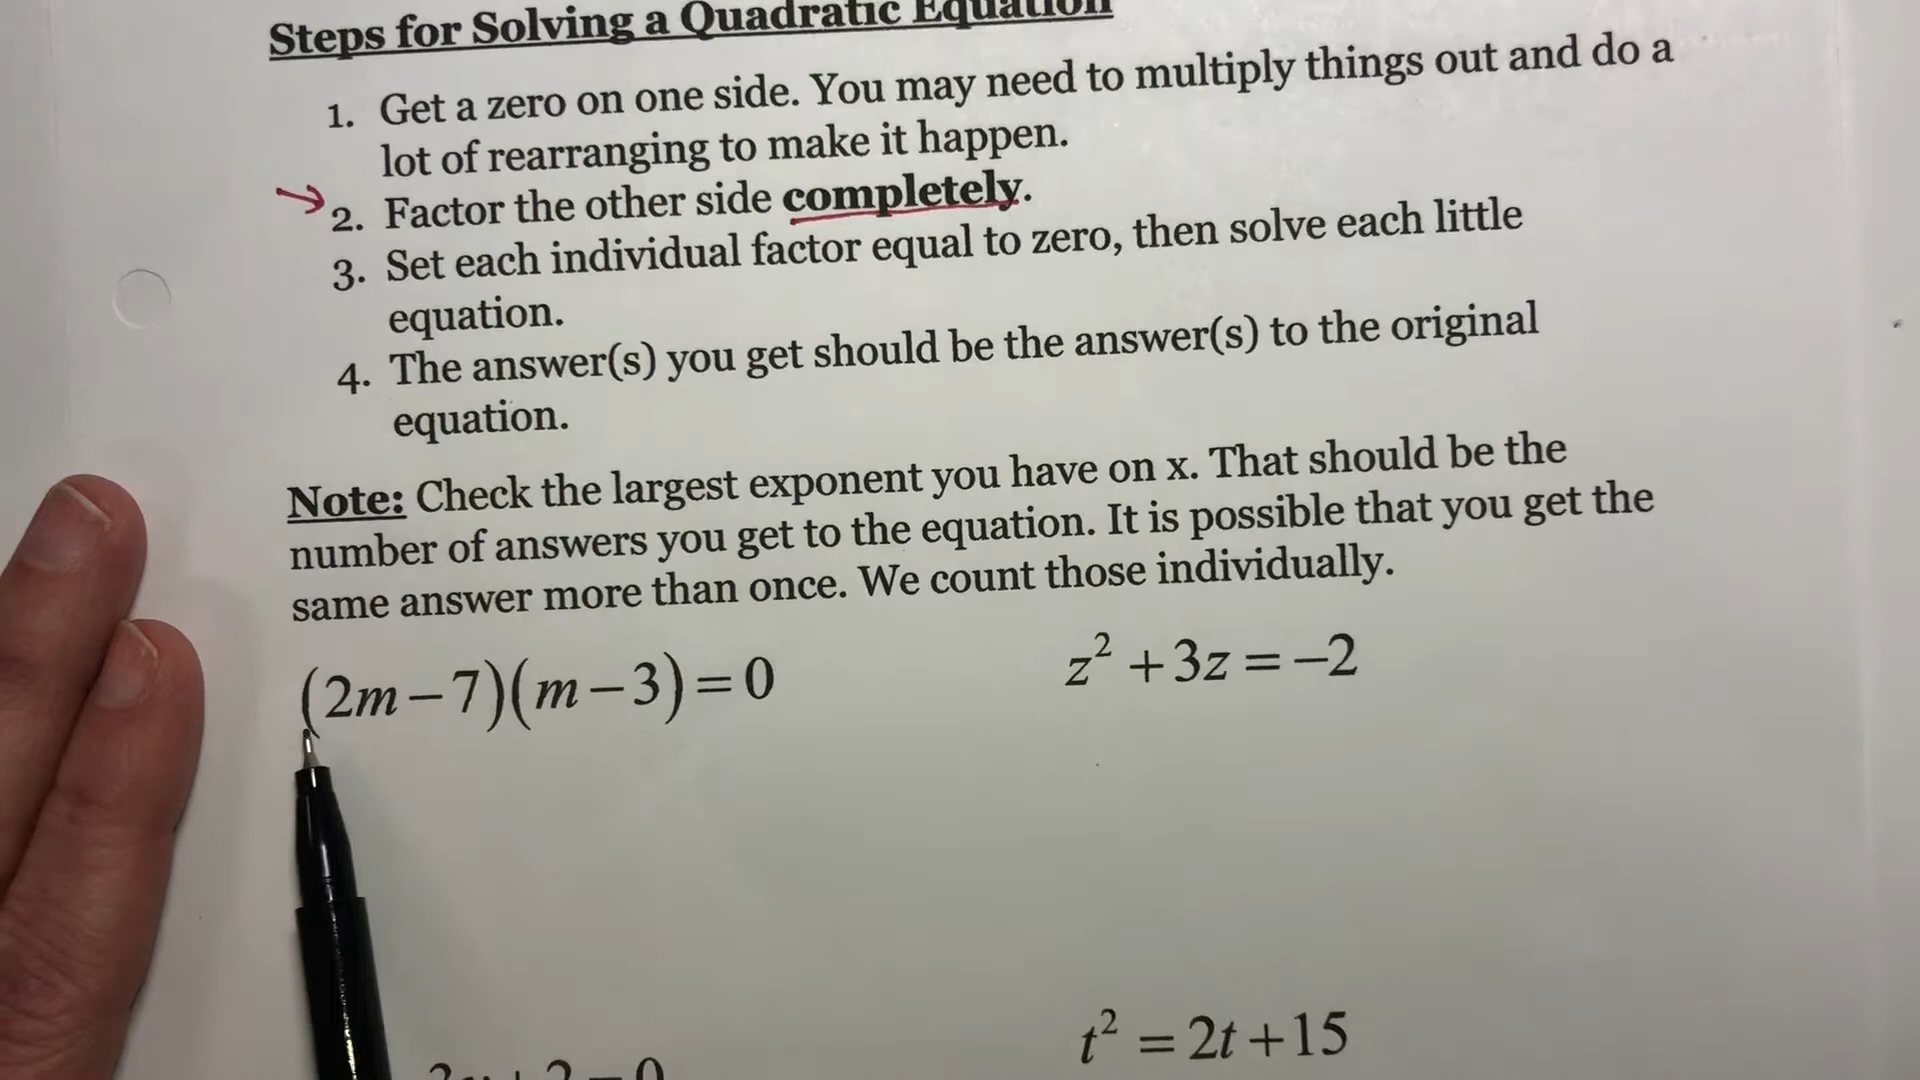 Steps for Solving a Quadratic Equation
1. Get a zero on one side. You may need to multiply things out and do a
lot of rearranging to make it happen.
2. Factor the other side completely.
3. Set each individual factor equal to zero, then solve each little
equation.
4. The answer(s) you get should be the answer(s) to the original
equation.
Note: Check the largest exponent you have on x. That should be the
number of answers you get to the equation. It is possible that you get the
same answer more than once. We count those individually.
(2m−7)(m−3)=0
z²+3z=−2
t²=2t+15